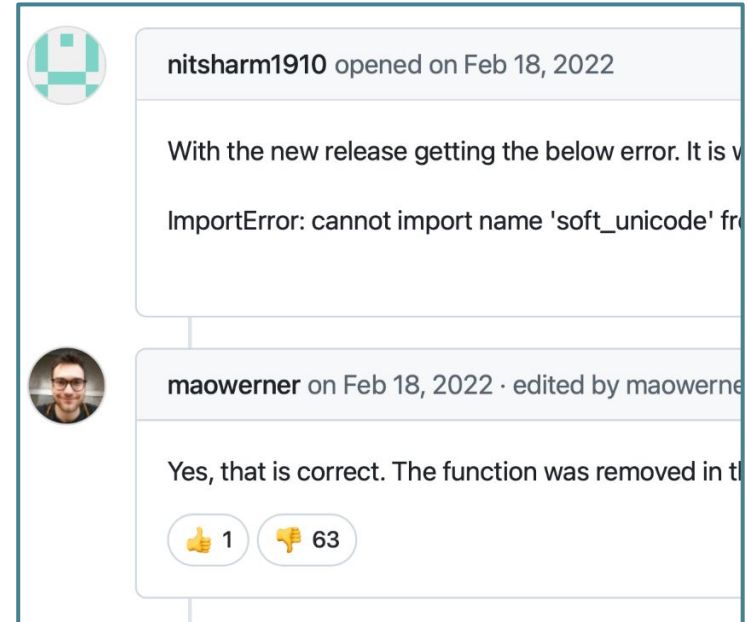 nitsharm1910 opened on Feb 18, 2022
With the new release getting the below error. It is
ImportError: cannot import name 'soft_unicode'
maowerner on Feb 18, 2022 · edited by maowerne
Yes, that is correct. The function was removed in
👍 1 👎 63